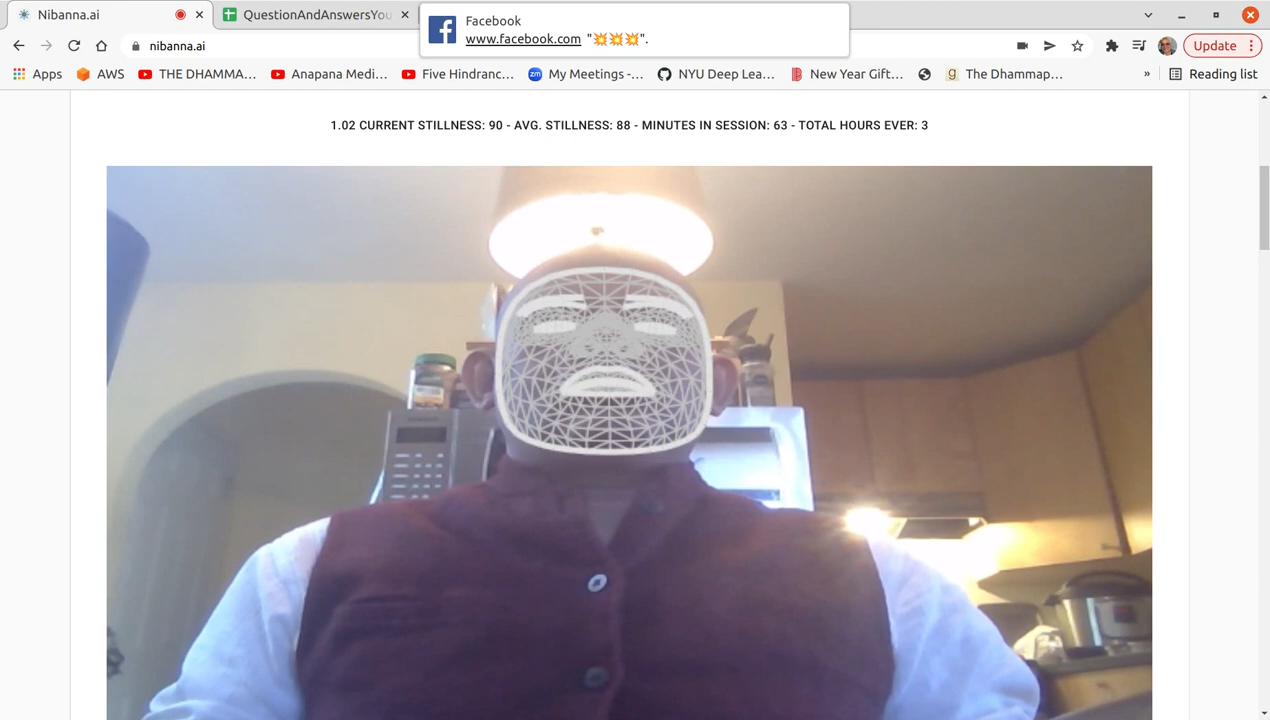 Nibanna.ai
QuestionAndAnswersYou
Facebook
www.facebook.com "💥💥💥".
nibanna.ai
Update
Apps
AWS
THE DHAMMA…
Anapana Medi…
Five Hindranc…
My Meetings -…
NYU Deep Lea…
New Year Gift…
The Dhammap…
»
Reading list
1.02 CURRENT STILLNESS: 90 - AVG. STILLNESS: 88 - MINUTES IN SESSION: 63 - TOTAL HOURS EVER: 3